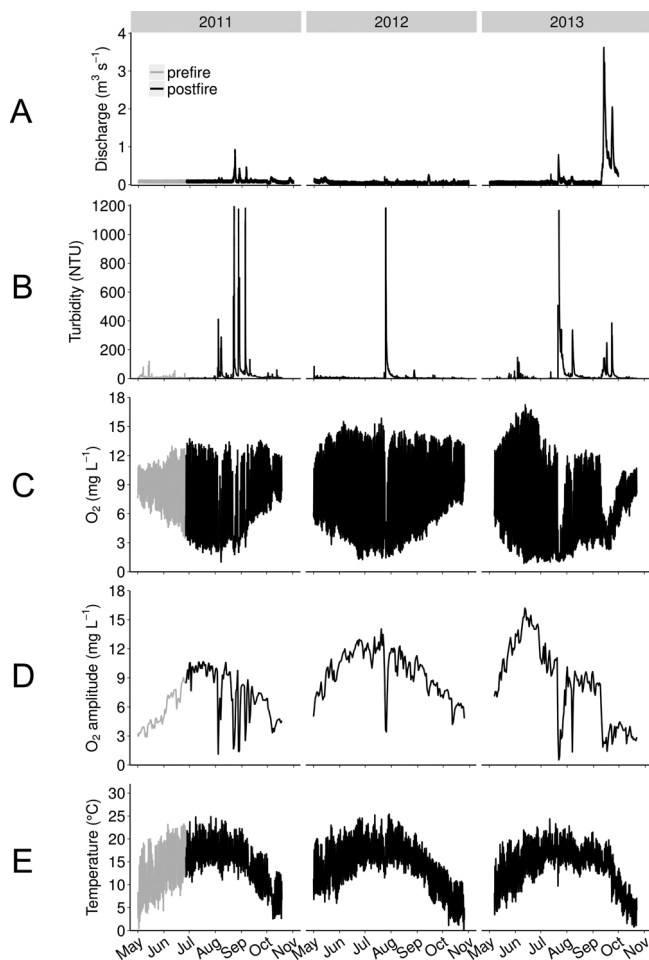 2011 2012 2013
A
Discharge (m³ s⁻¹)
4
3
2
1
0
prefire
postfire
B
Turbidity (NTU)
1200
1000
800
600
400
200
0
C
O₂ (mg L⁻¹)
18
15
12
9
6
3
0
D
O₂ amplitude (mg L⁻¹)
18
15
12
9
6
3
0
E
Temperature (°C)
30
25
20
15
10
5
0
May Jun Jul Aug Sep Oct Nov May Jun Jul Aug Sep Oct Nov May Jun Jul Aug Sep Oct Nov